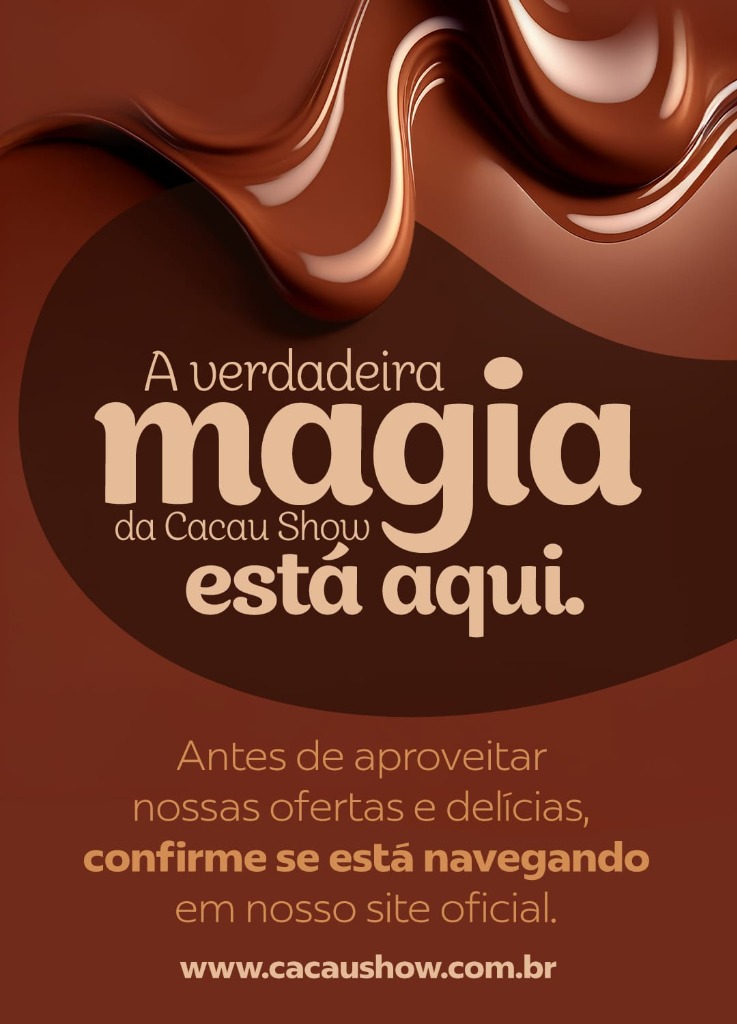 A verdadeira
magia
da Cacau Show
está aqui.
Antes de aproveitar
nossas ofertas e delícias,
confirme se está navegando
em nosso site oficial.
www.cacaushow.com.br